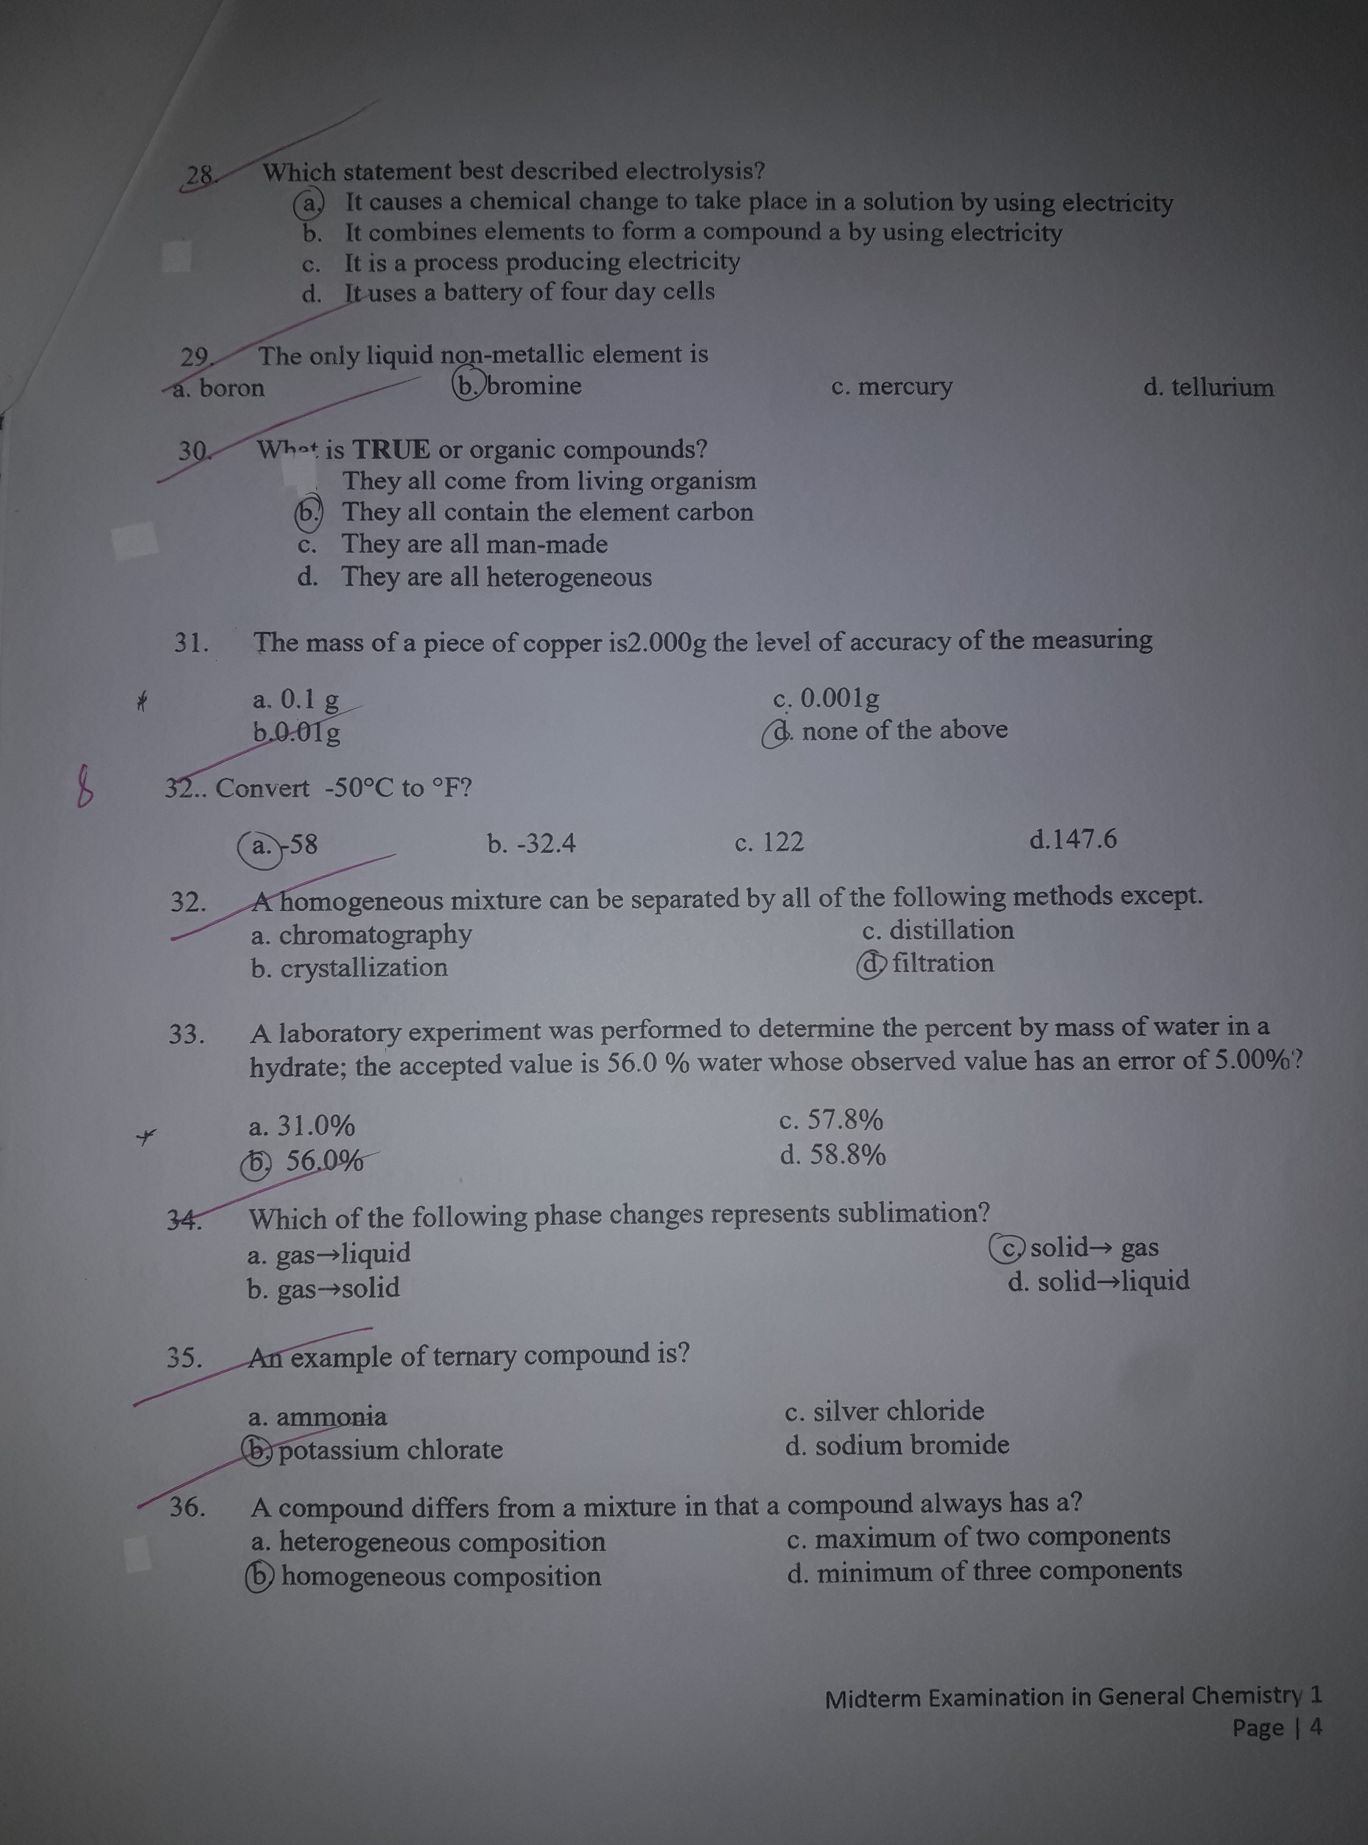 28. Which statement best described electrolysis?
a. It causes a chemical change to take place in a solution by using electricity
b. It combines elements to form a compound a by using electricity
c. It is a process producing electricity
d. It uses a battery of four day cells
29. The only liquid non-metallic element is
a. boron b. bromine c. mercury d. tellurium
30. What is TRUE or organic compounds?
They all come from living organism
b. They all contain the element carbon
c. They are all man-made
d. They are all heterogeneous
31. The mass of a piece of copper is2.000g the level of accuracy of the measuring
* a. 0.1 g c. 0.001g
b.0.01g d. none of the above
8 32.. Convert -50°C to °F?
a. -58 b. -32.4 c. 122 d.147.6
32. A homogeneous mixture can be separated by all of the following methods except.
a. chromatography c. distillation
b. crystallization d. filtration
33. A laboratory experiment was performed to determine the percent by mass of water in a
hydrate; the accepted value is 56.0 % water whose observed value has an error of 5.00%?
a. 31.0% c. 57.8%
* b. 56.0% d. 58.8%
34. Which of the following phase changes represents sublimation?
a. gas→liquid c. solid→ gas
b. gas→solid d. solid→liquid
35. An example of ternary compound is?
a. ammonia c. silver chloride
b. potassium chlorate d. sodium bromide
36. A compound differs from a mixture in that a compound always has a?
a. heterogeneous composition c. maximum of two components
b. homogeneous composition d. minimum of three components
Midterm Examination in General Chemistry 1
Page | 4